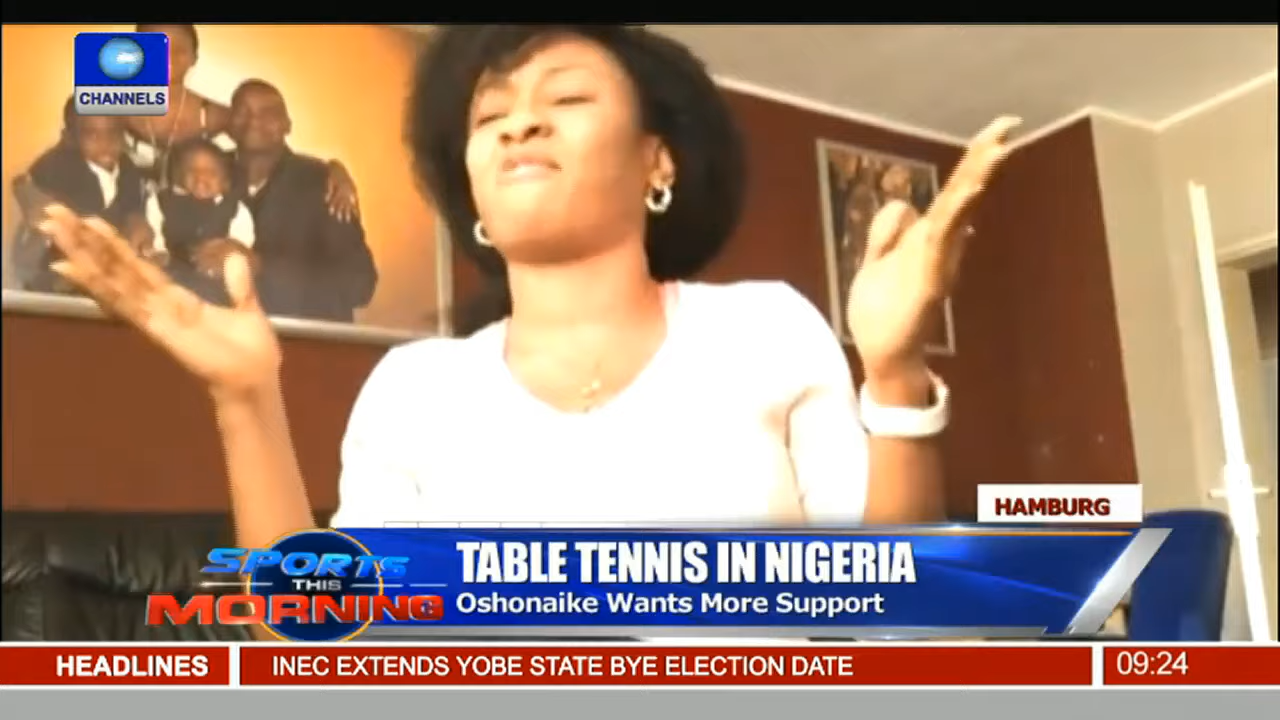 CHANNELS
HAMBURG
SPORTS
THIS
MORNING
TABLE TENNIS IN NIGERIA
Oshonaike Wants More Support
HEADLINES
INEC EXTENDS YOBE STATE BYE ELECTION DATE
09:24